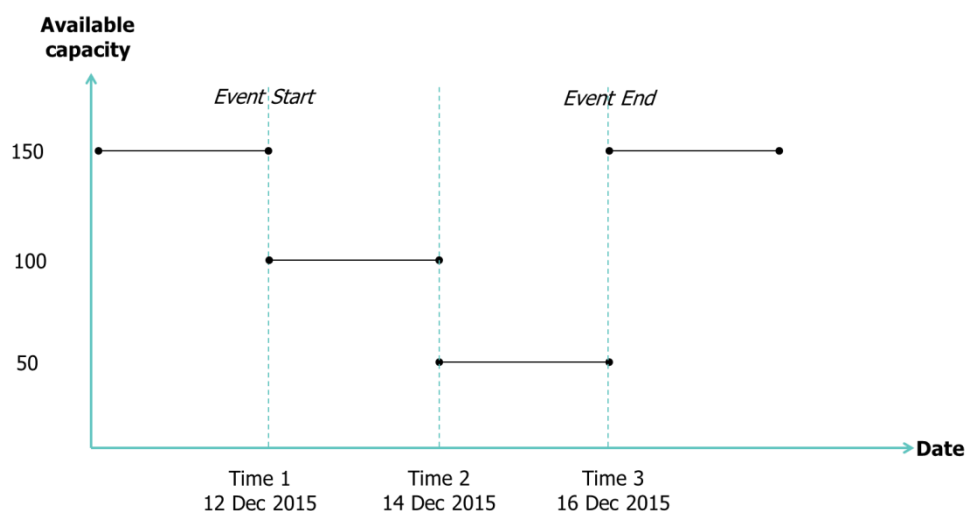 Available
capacity
Event Start
Event End
150
100
50
Date
Time 1
12 Dec 2015
Time 2
14 Dec 2015
Time 3
16 Dec 2015